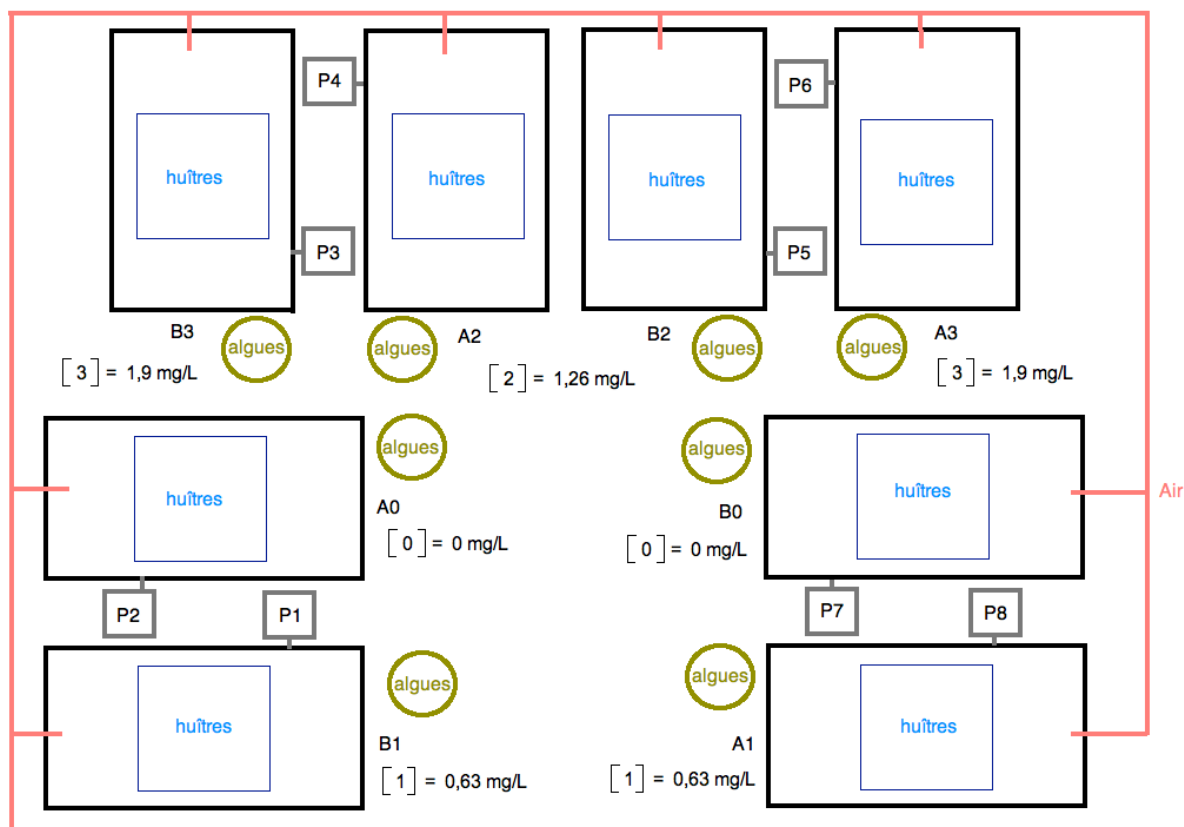 P4
P6
huîtres
huîtres
huîtres
huîtres
P3
P5
B3
algues
algues
A2
B2
algues
algues
A3
[ 3 ] = 1,9 mg/L
[ 2 ] = 1,26 mg/L
[ 3 ] = 1,9 mg/L
huîtres
algues
algues
huîtres
Air
A0
B0
[ 0 ] = 0 mg/L
[ 0 ] = 0 mg/L
P2
P1
P7
P8
huîtres
algues
algues
huîtres
B1
A1
[ 1 ] = 0,63 mg/L
[ 1 ] = 0,63 mg/L